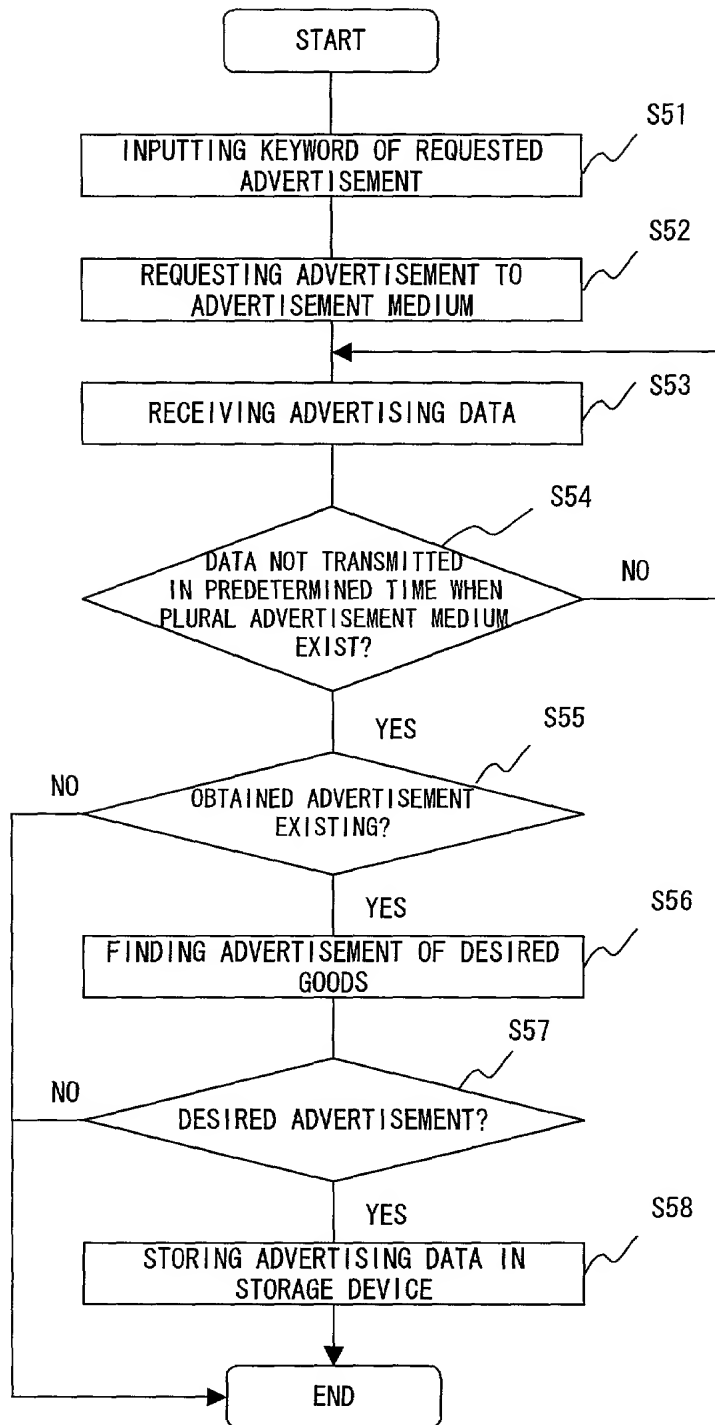 START
S51
INPUTTING KEYWORD OF REQUESTED
ADVERTISEMENT
S52
REQUESTING ADVERTISEMENT TO
ADVERTISEMENT MEDIUM
S53
RECEIVING ADVERTISING DATA
S54
DATA NOT TRANSMITTED
IN PREDETERMINED TIME WHEN
PLURAL ADVERTISEMENT MEDIUM
EXIST?
NO
YES
S55
NO
OBTAINED ADVERTISEMENT
EXISTING?
YES
S56
FINDING ADVERTISEMENT OF DESIRED
GOODS
S57
NO
DESIRED ADVERTISEMENT?
YES
S58
STORING ADVERTISING DATA IN
STORAGE DEVICE
END